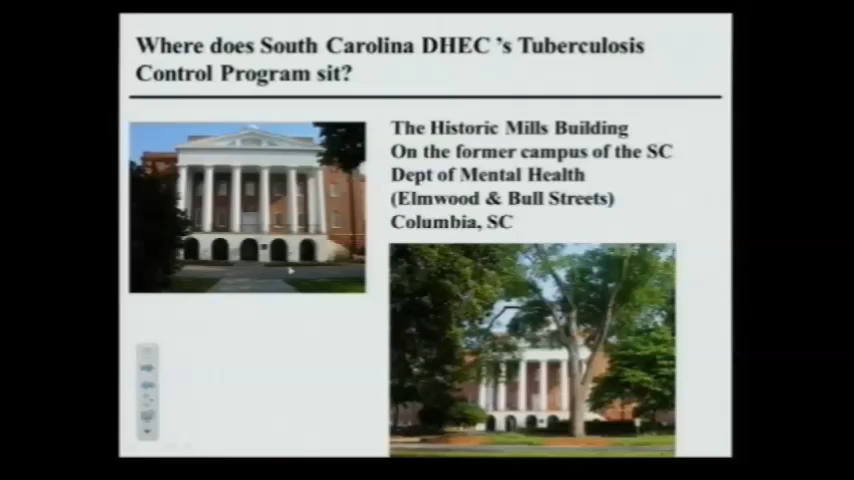 Where does South Carolina DHEC 's Tuberculosis
Control Program sit?
The Historic Mills Building
On the former campus of the SC
Dept of Mental Health
(Elmwood & Bull Streets)
Columbia, SC